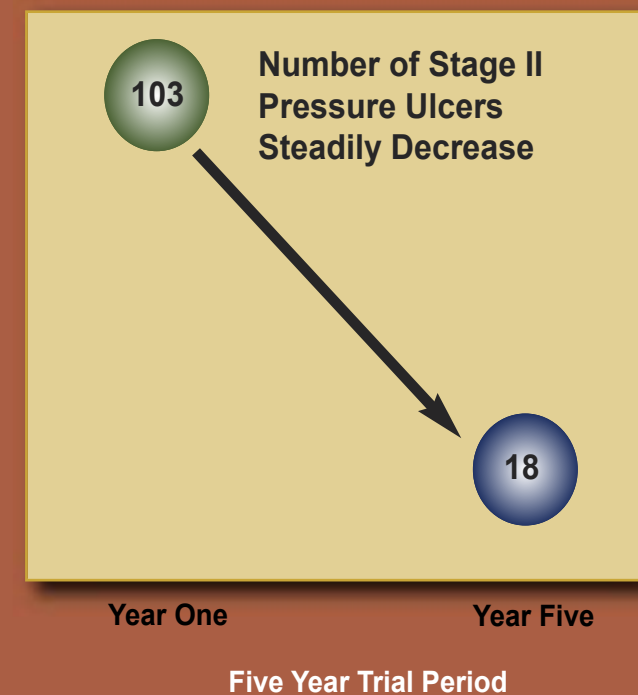 103
Number of Stage II
Pressure Ulcers
Steadily Decrease
18
Year One
Year Five
Five Year Trial Period